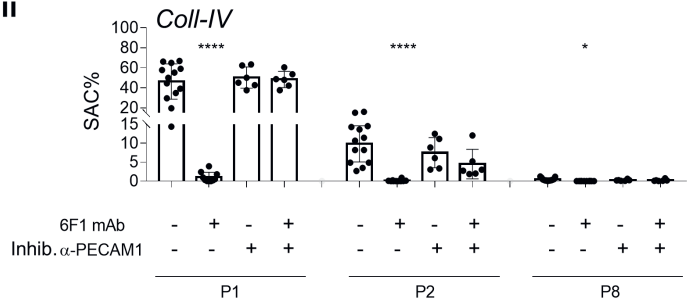 II
Coll-IV
SAC%
100
80
60
40
20
15
10
5
0
**** **** *
6F1 mAb - + - + - + - + - + - +
Inhib. α-PECAM1 - - + + - - + + - - + +
P1 P2 P8